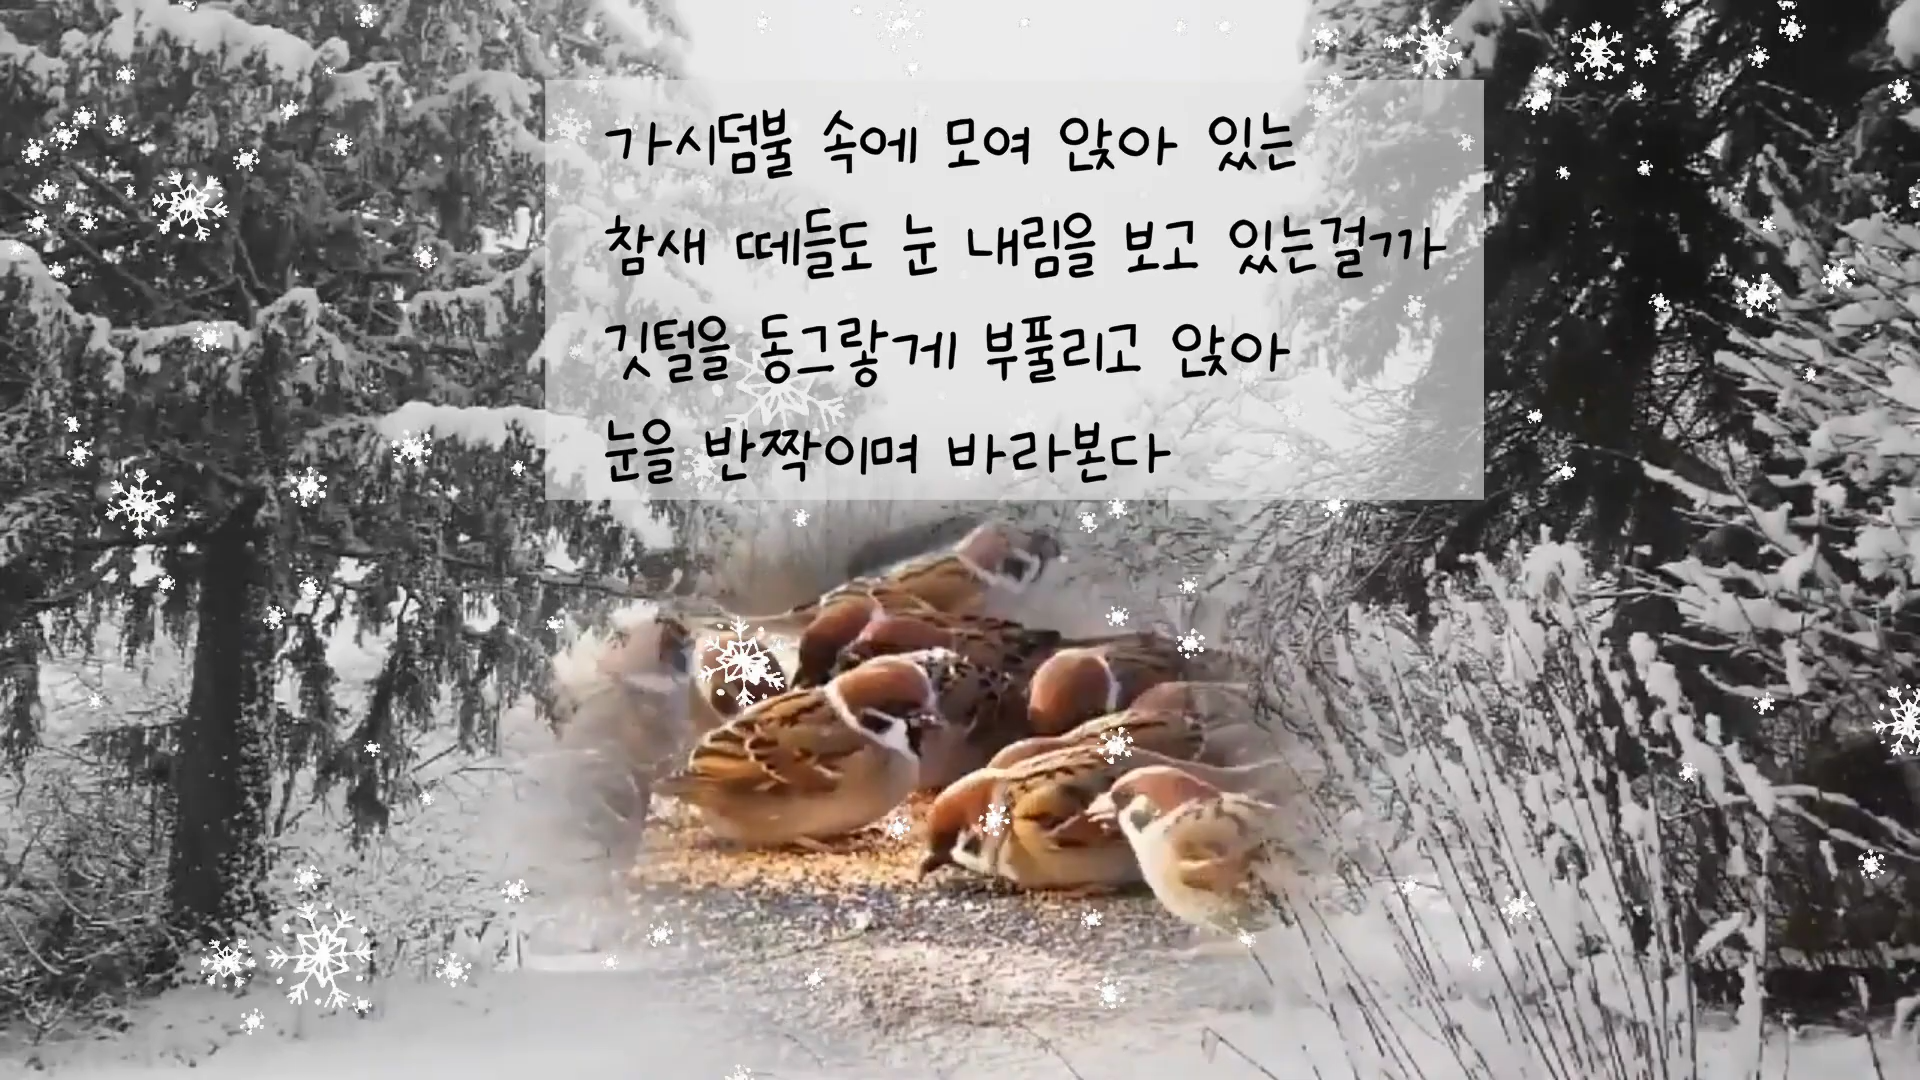 가시덤불 속에 모여 앉아 있는
참새 떼들도 눈 내림을 보고 있는걸까
깃털을 동그랗게 부풀리고 앉아
눈을 반짝이며 바라본다